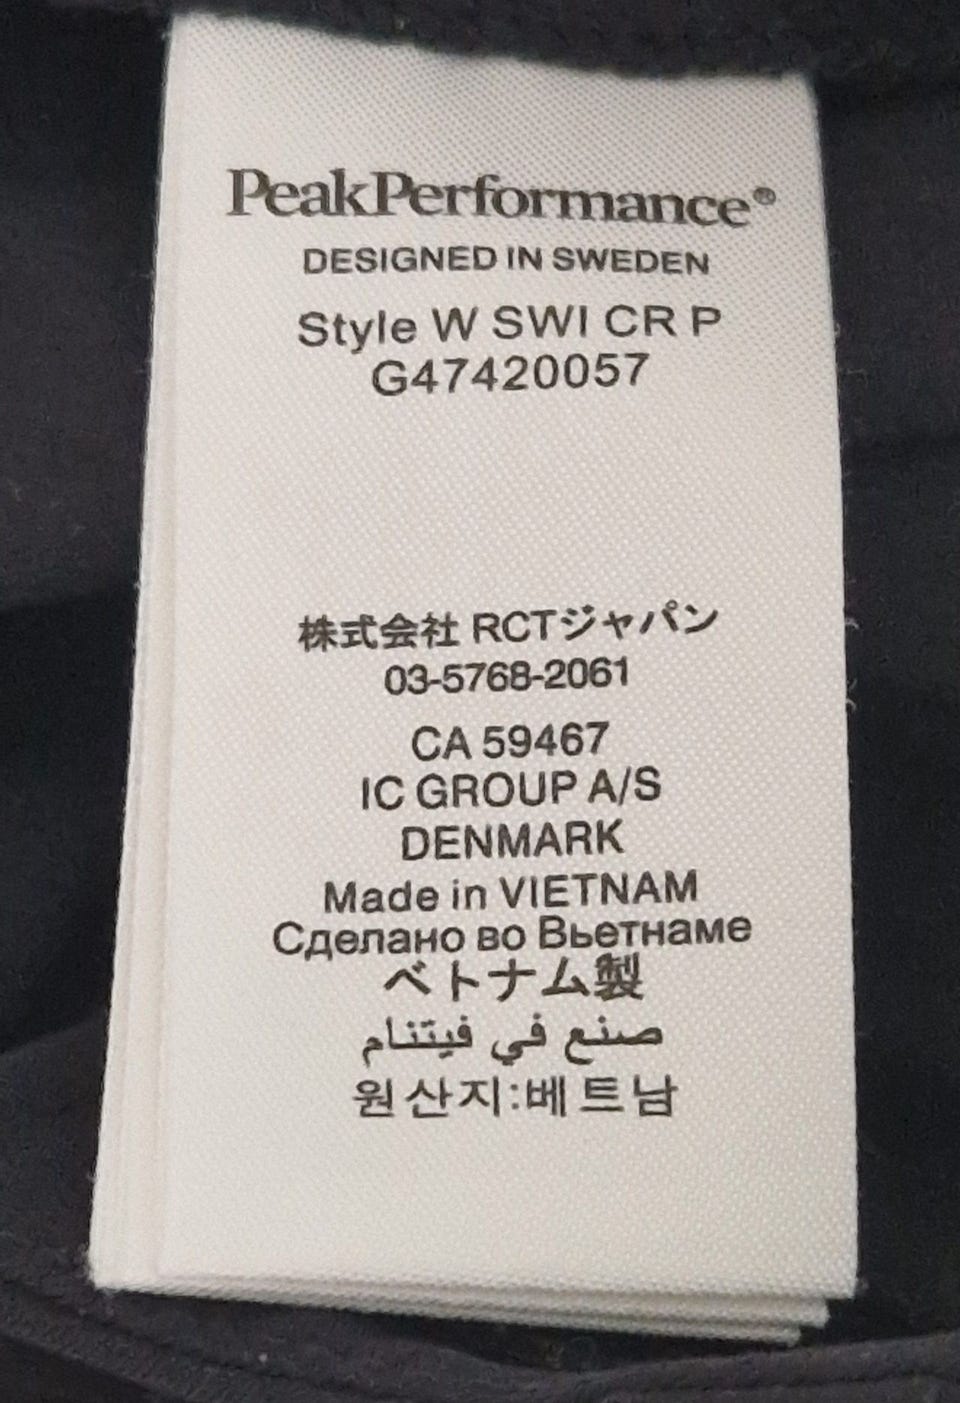 PeakPerformance®
DESIGNED IN SWEDEN
Style W SWI CR P
G47420057
株式会社 RCTジャパン
03-5768-2061
CA 59467
IC GROUP A/S
DENMARK
Made in VIETNAM
Сделано во Вьетнаме
ベトナム製
صنع في فيتنام
원산지:베트남